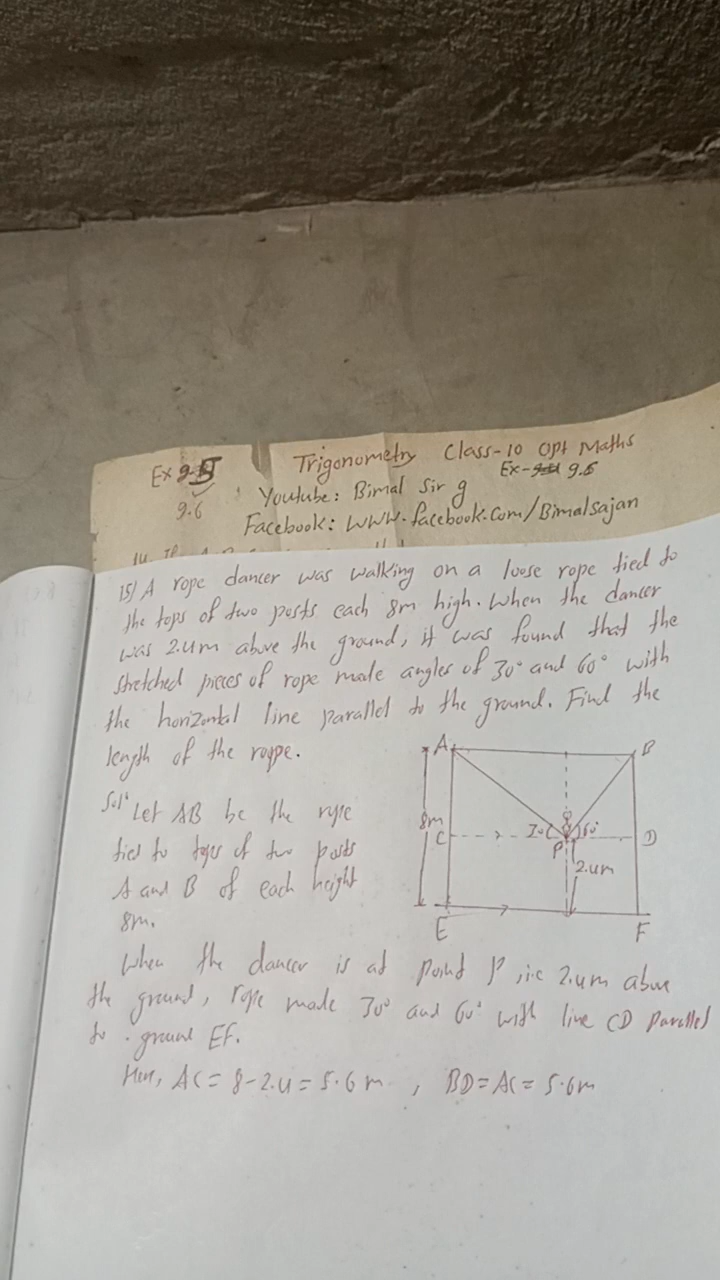 Ex 9.5
9.6
Trigonometry Class-10 Opt Maths
Ex- 9.6
Youtube: Bimal Sir g
Facebook: www.facebook.com/Bimalsajan
15) A rope dancer was walking on a loose rope tied to
the tops of two posts each 8m high. When the dancer
was 2.4m above the ground, it was found that the
stretched pieces of rope made angles of 30° and 60° with
the horizontal line parallel to the ground. Find the
length of the roppe.
Solⁿ Let AB be the rope
tied to tops of two posts
A and B of each height
8m.
A
B
8m
C
30°
60°
D
P
2.4m
E
F
When the dancer is at point P, i.e 2.4m above
the ground, rope made 30° and 60° with line CD parallel
to ground EF.
Here, AC = 8-2.4 = 5.6 m , BD = AC = 5.6m